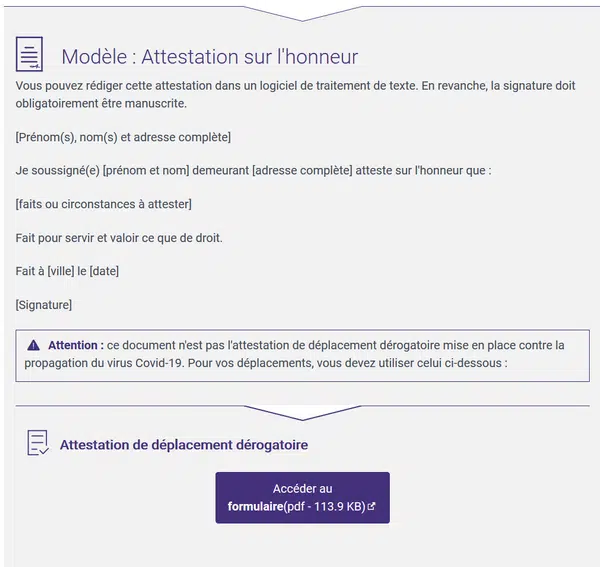 Modèle : Attestation sur l'honneur
Vous pouvez rédiger cette attestation dans un logiciel de traitement de texte. En revanche, la signature doit
obligatoirement être manuscrite.
[Prénom(s), nom(s) et adresse complète]
Je soussigné(e) [prénom et nom] demeurant [adresse complète] atteste sur l'honneur que :
[faits ou circonstances à attester]
Fait pour servir et valoir ce que de droit.
Fait à [ville] le [date]
[Signature]
Attention : ce document n'est pas l'attestation de déplacement dérogatoire mise en place contre la
propagation du virus Covid-19. Pour vos déplacements, vous devez utiliser celui ci-dessous :
Attestation de déplacement dérogatoire
Accéder au
formulaire(pdf - 113.9 KB)